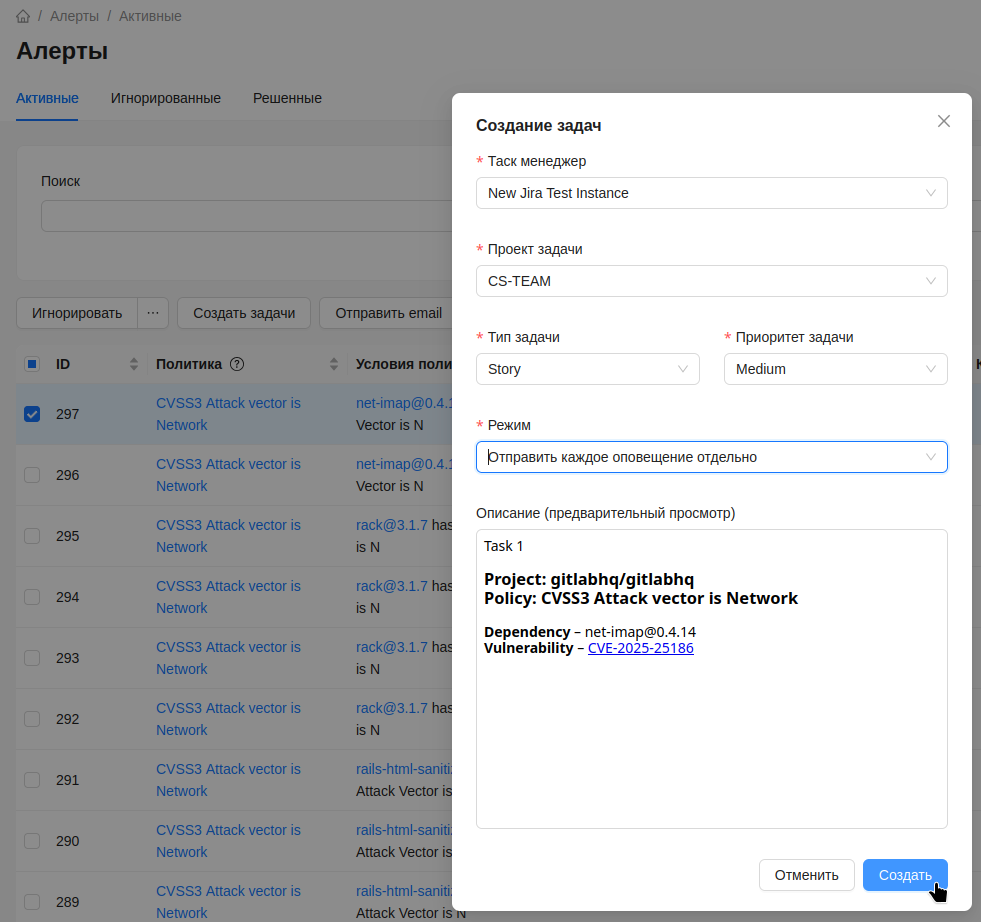 / Алерты / Активные
Алерты
Активные Игнорированные Решенные
Поиск
Игнорировать ··· Создать задачи Отправить email
ID Политика ? Условия поли
297 CVSS3 Attack vector is Network net-imap@0.4.1 Vector is N
296 CVSS3 Attack vector is Network net-imap@0.4.1 Vector is N
295 CVSS3 Attack vector is Network rack@3.1.7 has is N
294 CVSS3 Attack vector is Network rack@3.1.7 has is N
293 CVSS3 Attack vector is Network rack@3.1.7 has is N
292 CVSS3 Attack vector is Network rack@3.1.7 has is N
291 CVSS3 Attack vector is Network rails-html-saniti Attack Vector is
290 CVSS3 Attack vector is Network rails-html-saniti Attack Vector is
289 CVSS3 Attack vector is Network rails-html-saniti Attack Vector is N
Создание задач
* Таск менеджер
New Jira Test Instance
* Проект задачи
CS-TEAM
* Тип задачи * Приоритет задачи
Story Medium
* Режим
Отправить каждое оповещение отдельно
Описание (предварительный просмотр)
Task 1
Project: gitlabhq/gitlabhq
Policy: CVSS3 Attack vector is Network
Dependency – net-imap@0.4.14
Vulnerability – CVE-2025-25186
Отменить Создать